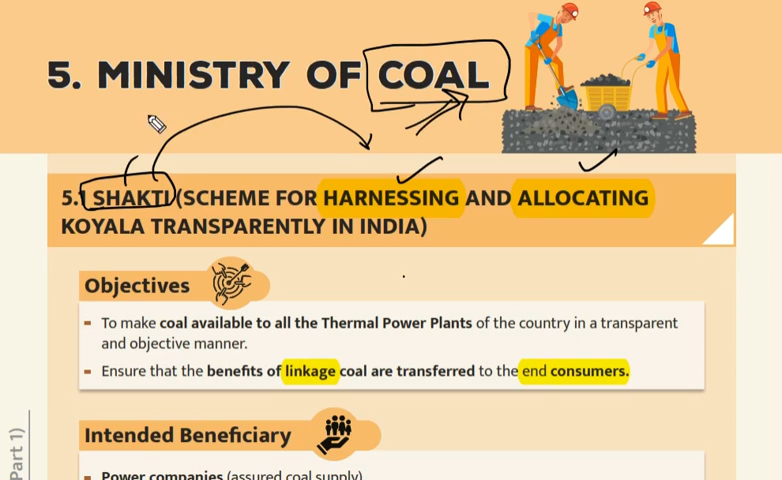 5. MINISTRY OF COAL
5.1 SHAKTI (SCHEME FOR HARNESSING AND ALLOCATING
KOYALA TRANSPARENTLY IN INDIA)
Objectives
To make coal available to all the Thermal Power Plants of the country in a transparent
and objective manner.
Ensure that the benefits of linkage coal are transferred to the end consumers.
Intended Beneficiary
Power companies (assured coal supply)
Part 1)